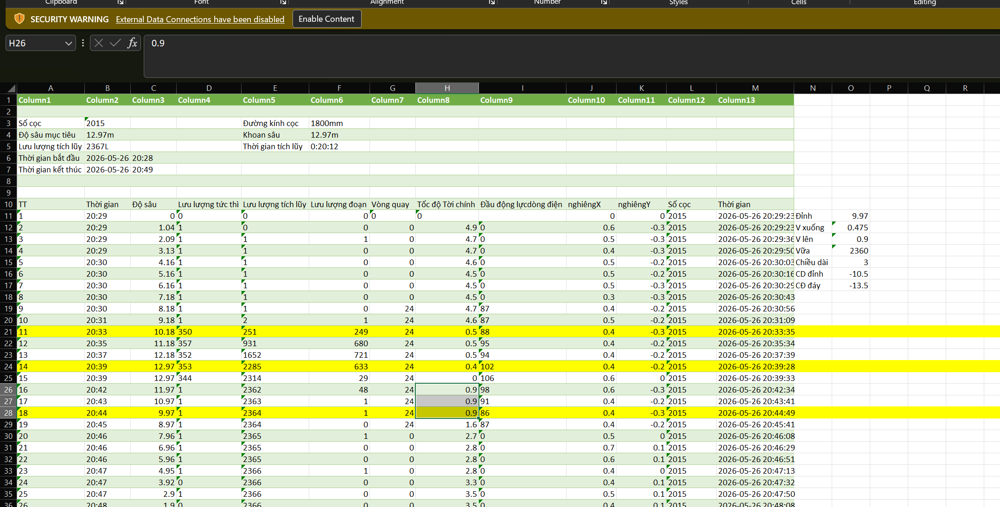 Clipboard Font Alignment Number Styles Cells Editing
SECURITY WARNING External Data Connections have been disabled Enable Content
H26 fx 0.9
A B C D E F G H I J K L M N O P Q R
1 Column1 Column2 Column3 Column4 Column5 Column6 Column7 Column8 Column9 Column10 Column11 Column12 Column13
2
3 Số cọc 2015 Đường kính cọc 1800mm
4 Độ sâu mục tiêu 12.97m Khoan sâu 12.97m
5 Lưu lượng tích lũy 2367L Thời gian tích lũy 0:20:12
6 Thời gian bắt đầu 2026-05-26 20:28
7 Thời gian kết thúc 2026-05-26 20:49
8
9
10 TT Thời gian Độ sâu Lưu lượng tức thì Lưu lượng tích lũy Lưu lượng đoạn Vòng quay Tốc độ Tời chính Đầu động lựcdòng điện nghiêngX nghiêngY Số cọc Thời gian
11 1 20:29 0 0 0 0 0 0 0 0 2015 2026-05-26 20:29:23 Đỉnh 9.97
12 2 20:29 1.04 1 0 0 0 4.9 0 0.6 -0.3 2015 2026-05-26 20:29:23 V xuống 0.475
13 3 20:29 2.09 1 1 1 0 4.7 0 0.5 -0.3 2015 2026-05-26 20:29:36 V lên 0.9
14 4 20:29 3.13 1 1 0 0 4.7 0 0.4 -0.3 2015 2026-05-26 20:29:50 Vữa 2360
15 5 20:30 4.16 1 1 0 0 4.6 0 0.5 -0.2 2015 2026-05-26 20:30:03 Chiều dài 3
16 6 20:30 5.16 1 1 0 0 4.5 0 0.5 -0.2 2015 2026-05-26 20:30:16 CD đỉnh -10.5
17 7 20:30 6.16 1 1 0 0 4.5 0 0.5 -0.3 2015 2026-05-26 20:30:29 CĐ đáy -13.5
18 8 20:30 7.18 1 1 0 0 4.5 0 0.3 -0.3 2015 2026-05-26 20:30:43
19 9 20:30 8.18 1 1 0 24 4.7 87 0.4 -0.2 2015 2026-05-26 20:30:56
20 10 20:31 9.18 1 2 1 24 4.6 87 0.5 -0.2 2015 2026-05-26 20:31:09
21 11 20:33 10.18 350 251 249 24 0.5 88 0.4 -0.3 2015 2026-05-26 20:33:35
22 12 20:35 11.18 357 931 680 24 0.5 95 0.4 -0.2 2015 2026-05-26 20:35:34
23 13 20:37 12.18 352 1652 721 24 0.5 94 0.4 -0.2 2015 2026-05-26 20:37:39
24 14 20:39 12.97 353 2285 633 24 0.4 102 0.4 -0.2 2015 2026-05-26 20:39:28
25 15 20:39 12.97 344 2314 29 24 0 106 0.6 0 2015 2026-05-26 20:39:33
26 16 20:42 11.97 1 2362 48 24 0.9 98 0.6 -0.3 2015 2026-05-26 20:42:34
27 17 20:43 10.97 1 2363 1 24 0.9 91 0.4 -0.2 2015 2026-05-26 20:43:41
28 18 20:44 9.97 1 2364 1 24 0.9 86 0.4 -0.3 2015 2026-05-26 20:44:49
29 19 20:45 8.97 1 2364 0 24 1.6 87 0.4 -0.2 2015 2026-05-26 20:45:41
30 20 20:46 7.96 1 2365 1 0 2.7 0 0.5 0 2015 2026-05-26 20:46:08
31 21 20:46 6.96 1 2365 0 0 2.8 0 0.7 0.1 2015 2026-05-26 20:46:29
32 22 20:46 5.96 1 2365 0 0 2.8 0 0.6 0.1 2015 2026-05-26 20:46:51
33 23 20:47 4.95 1 2366 1 0 2.8 0 0.4 0 2015 2026-05-26 20:47:13
34 24 20:47 3.92 0 2366 0 0 3.3 0 0.4 0.1 2015 2026-05-26 20:47:32
35 25 20:47 2.9 1 2366 0 0 3.5 0 0.5 0.1 2015 2026-05-26 20:47:50
36 26 20:48 1.9 0 2366 0 0 3.5 0 0.4 0.1 2015 2026-05-26 20:48:08